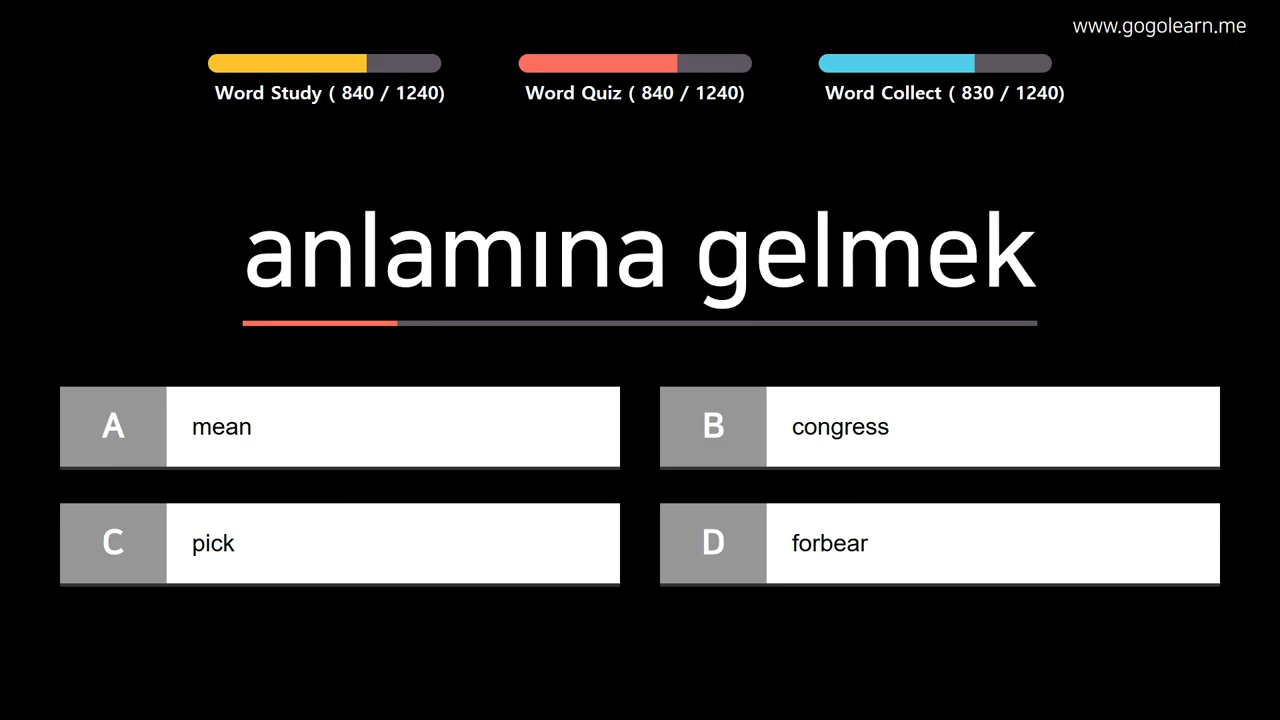 www.gogolearn.me
Word Study ( 840 / 1240)
Word Quiz ( 840 / 1240)
Word Collect ( 830 / 1240)
anlamına gelmek
A mean
B congress
C pick
D forbear